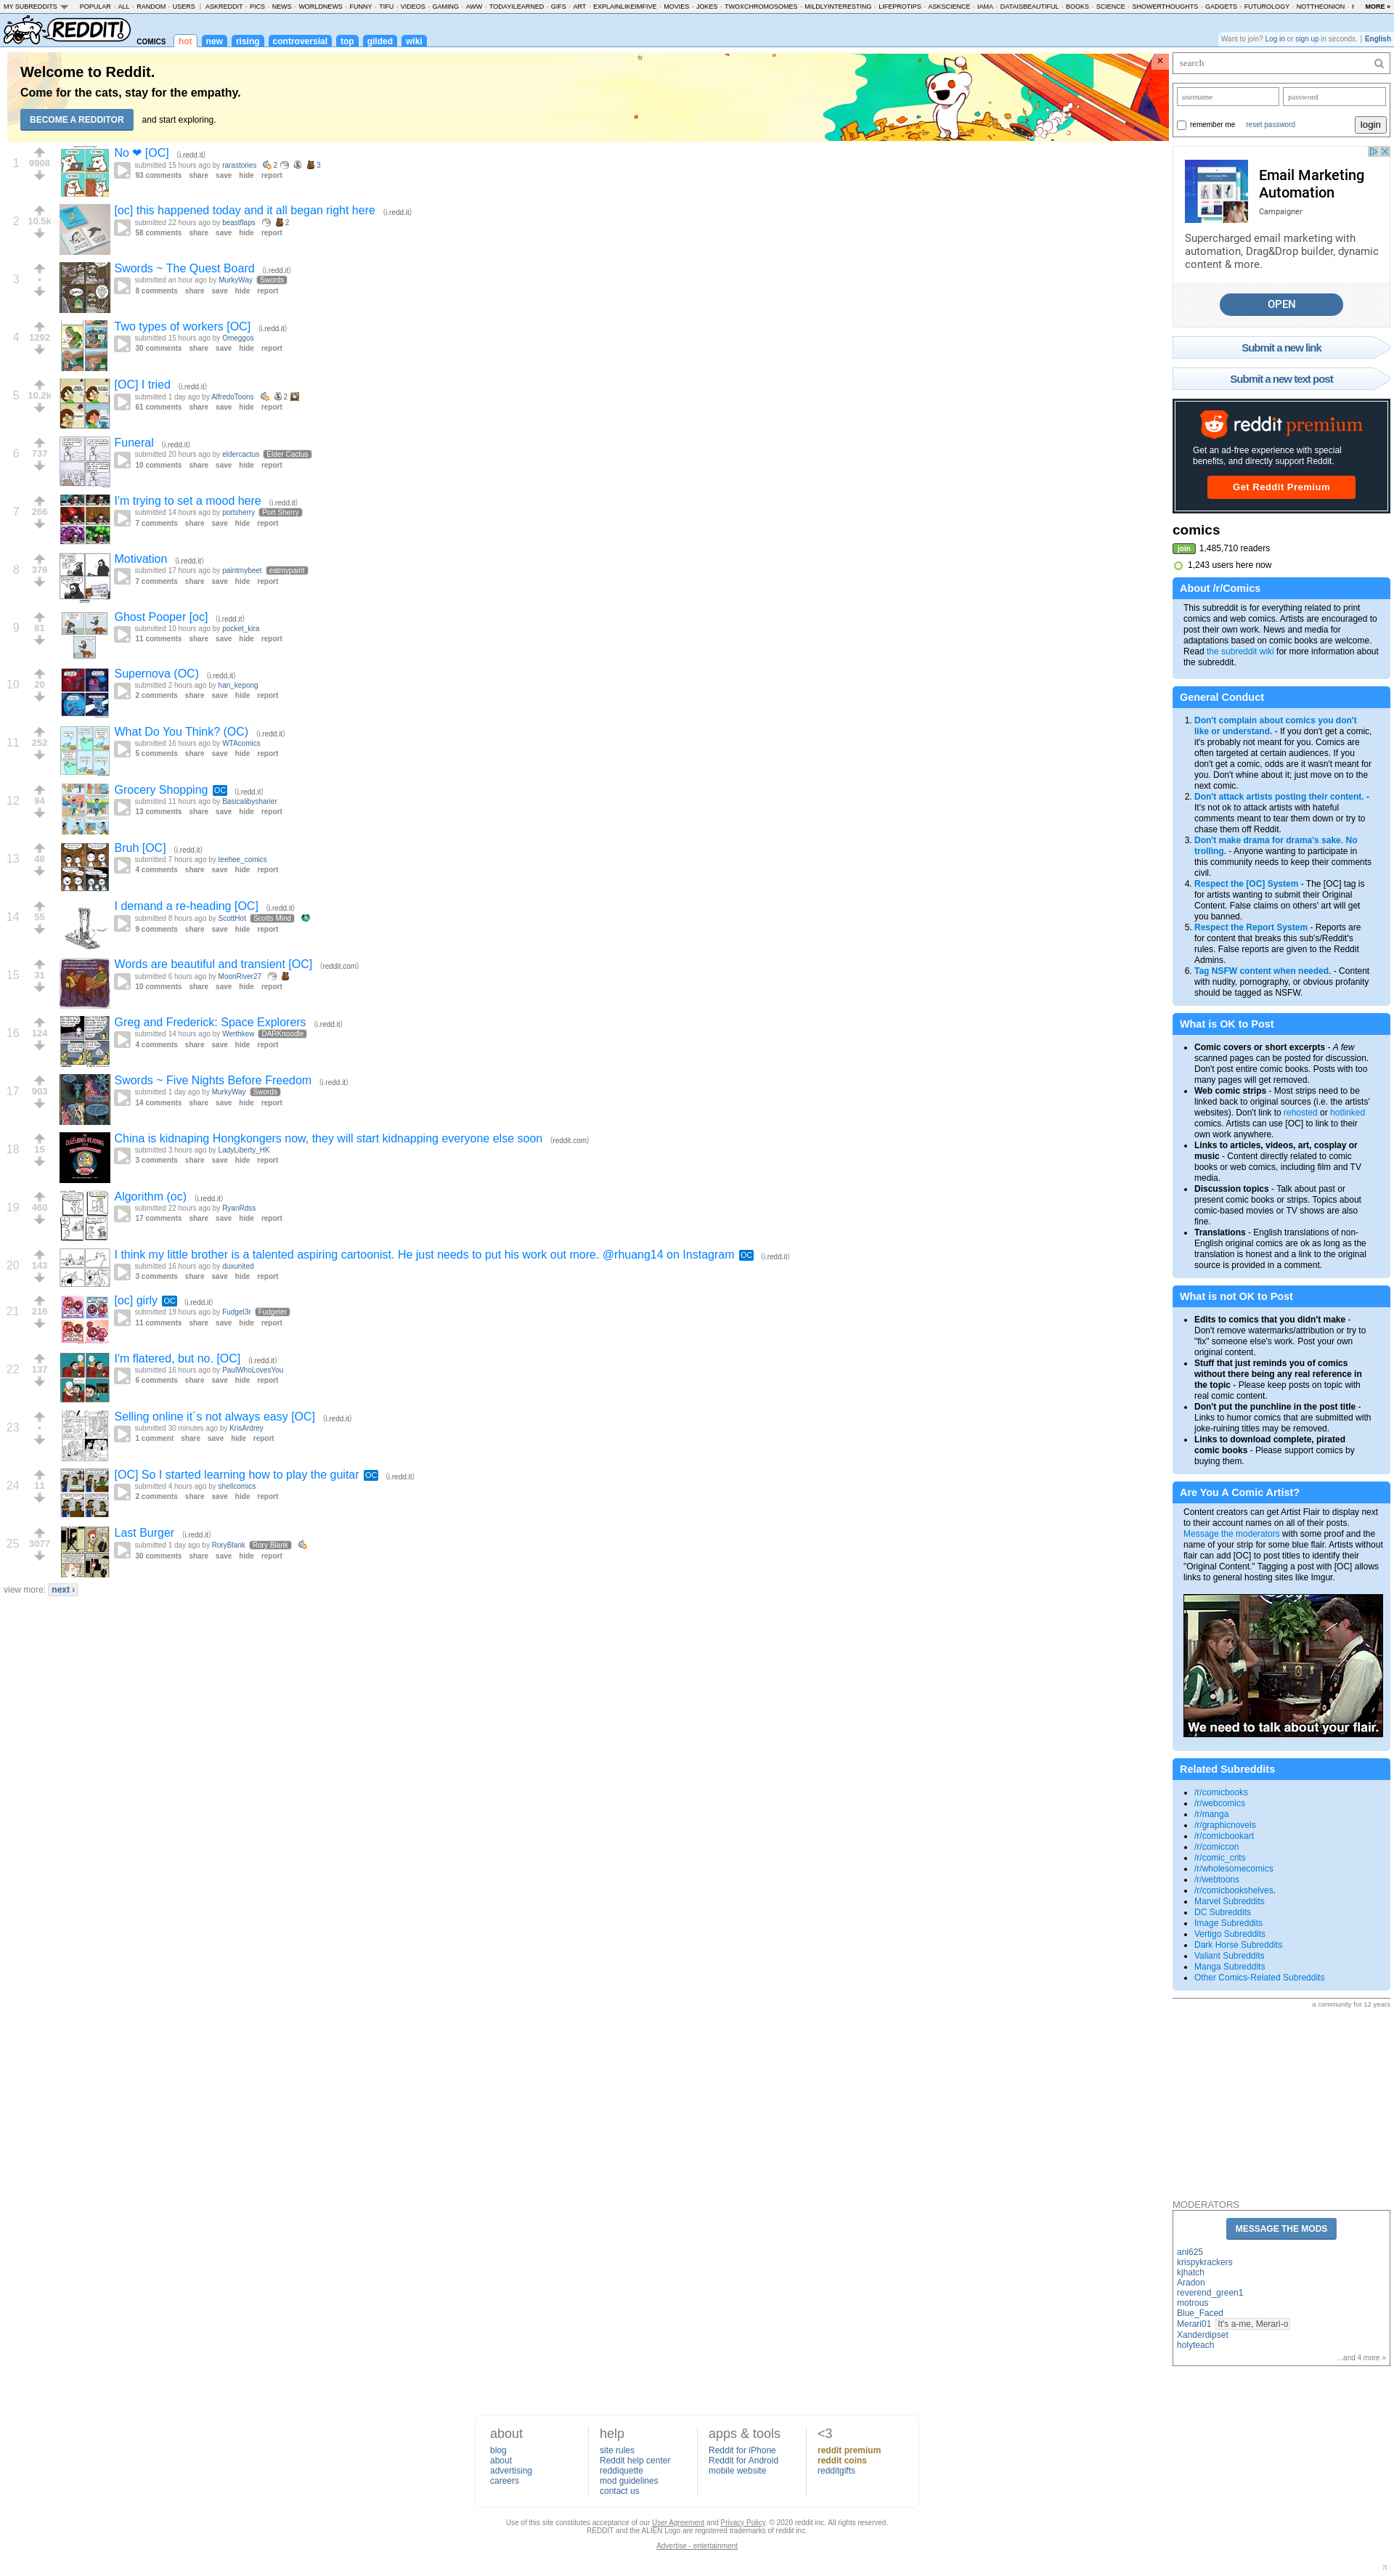 MY SUBREDDITS POPULAR - ALL - RANDOM - USERS | ASKREDDIT - PICS - NEWS - WORLDNEWS - FUNNY - TIFU - VIDEOS - GAMING - AWW - TODAYILEARNED - GIFS - ART - EXPLAINLIKEIMFIVE - MOVIES - JOKES - TWOXCHROMOSOMES - MILDLYINTERESTING - LIFEPROTIPS - ASKSCIENCE - IAMA - DATAISBEAUTIFUL - BOOKS - SCIENCE - SHOWERTHOUGHTS - GADGETS - FUTUROLOGY - NOTTHEONION MORE »
REDDIT! COMICS hot new rising controversial top gilded wiki
Want to join? Log in or sign up in seconds. | English
Welcome to Reddit.
Come for the cats, stay for the empathy.
BECOME A REDDITOR and start exploring.
×
1 9908 No ❤ [OC] (i.redd.it)
submitted 15 hours ago by rarastories 2 3
93 comments share save hide report
2 10.5k [oc] this happened today and it all began right here (i.redd.it)
submitted 22 hours ago by beastflaps 2
58 comments share save hide report
3 • Swords ~ The Quest Board (i.redd.it)
submitted an hour ago by MurkyWay Swords
8 comments share save hide report
4 1292 Two types of workers [OC] (i.redd.it)
submitted 15 hours ago by Omeggos
30 comments share save hide report
5 10.2k [OC] I tried (i.redd.it)
submitted 1 day ago by AlfredoToons 2
61 comments share save hide report
6 737 Funeral (i.redd.it)
submitted 20 hours ago by eldercactus Elder Cactus
10 comments share save hide report
7 266 I'm trying to set a mood here (i.redd.it)
submitted 14 hours ago by portsherry Port Sherry
7 comments share save hide report
8 376 Motivation (i.redd.it)
submitted 17 hours ago by paintmybeet eatmypaint
7 comments share save hide report
9 81 Ghost Pooper [oc] (i.redd.it)
submitted 10 hours ago by pocket_kira
11 comments share save hide report
10 20 Supernova (OC) (i.redd.it)
submitted 2 hours ago by han_kepong
2 comments share save hide report
11 252 What Do You Think? (OC) (i.redd.it)
submitted 16 hours ago by WTAcomics
5 comments share save hide report
12 94 Grocery Shopping OC (i.redd.it)
submitted 11 hours ago by Basicalibysharier
13 comments share save hide report
13 48 Bruh [OC] (i.redd.it)
submitted 7 hours ago by teehee_comics
4 comments share save hide report
14 55 I demand a re-heading [OC] (i.redd.it)
submitted 8 hours ago by ScottHot Scotts Mind
9 comments share save hide report
15 31 Words are beautiful and transient [OC] (reddit.com)
submitted 6 hours ago by MoonRiver27
10 comments share save hide report
16 124 Greg and Frederick: Space Explorers (i.redd.it)
submitted 14 hours ago by Werthkew DARKnoodle
4 comments share save hide report
17 903 Swords ~ Five Nights Before Freedom (i.redd.it)
submitted 1 day ago by MurkyWay Swords
14 comments share save hide report
18 15 China is kidnaping Hongkongers now, they will start kidnapping everyone else soon (reddit.com)
submitted 3 hours ago by LadyLiberty_HK
3 comments share save hide report
19 460 Algorithm (oc) (i.redd.it)
submitted 22 hours ago by RyanRdss
17 comments share save hide report
20 143 I think my little brother is a talented aspiring cartoonist. He just needs to put his work out more. @rhuang14 on Instagram OC (i.redd.it)
submitted 16 hours ago by duxunited
3 comments share save hide report
21 216 [oc] girly OC (i.redd.it)
submitted 19 hours ago by Fudgel3r Fudgeler
11 comments share save hide report
22 137 I'm flatered, but no. [OC] (i.redd.it)
submitted 16 hours ago by PaulWhoLovesYou
6 comments share save hide report
23 • Selling online it´s not always easy [OC] (i.redd.it)
submitted 30 minutes ago by KrisArdrey
1 comment share save hide report
24 11 [OC] So I started learning how to play the guitar OC (i.redd.it)
submitted 4 hours ago by shellcomics
2 comments share save hide report
25 3077 Last Burger (i.redd.it)
submitted 1 day ago by RoryBlank Rory Blank
30 comments share save hide report
view more: next ›
search
username password
remember me reset password login
Email Marketing
Automation
Campaigner
Supercharged email marketing with
automation, Drag&Drop builder, dynamic
content & more.
OPEN
Submit a new link
Submit a new text post
reddit premium
Get an ad-free experience with special
benefits, and directly support Reddit.
Get Reddit Premium
comics
join 1,485,710 readers
1,243 users here now
About /r/Comics
This subreddit is for everything related to print
comics and web comics. Artists are encouraged to
post their own work. News and media for
adaptations based on comic books are welcome.
Read the subreddit wiki for more information about
the subreddit.
General Conduct
1. Don't complain about comics you don't
like or understand. - If you don't get a comic,
it's probably not meant for you. Comics are
often targeted at certain audiences. If you
don't get a comic, odds are it wasn't meant for
you. Don't whine about it; just move on to the
next comic.
2. Don't attack artists posting their content. -
It's not ok to attack artists with hateful
comments meant to tear them down or try to
chase them off Reddit.
3. Don't make drama for drama's sake. No
trolling. - Anyone wanting to participate in
this community needs to keep their comments
civil.
4. Respect the [OC] System - The [OC] tag is
for artists wanting to submit their Original
Content. False claims on others' art will get
you banned.
5. Respect the Report System - Reports are
for content that breaks this sub's/Reddit's
rules. False reports are given to the Reddit
Admins.
6. Tag NSFW content when needed. - Content
with nudity, pornography, or obvious profanity
should be tagged as NSFW.
What is OK to Post
Comic covers or short excerpts - A few
scanned pages can be posted for discussion.
Don't post entire comic books. Posts with too
many pages will get removed.
Web comic strips - Most strips need to be
linked back to original sources (i.e. the artists'
websites). Don't link to rehosted or hotlinked
comics. Artists can use [OC] to link to their
own work anywhere.
Links to articles, videos, art, cosplay or
music - Content directly related to comic
books or web comics, including film and TV
media.
Discussion topics - Talk about past or
present comic books or strips. Topics about
comic-based movies or TV shows are also
fine.
Translations - English translations of non-
English original comics are ok as long as the
translation is honest and a link to the original
source is provided in a comment.
What is not OK to Post
Edits to comics that you didn't make -
Don't remove watermarks/attribution or try to
"fix" someone else's work. Post your own
original content.
Stuff that just reminds you of comics
without there being any real reference in
the topic - Please keep posts on topic with
real comic content.
Don't put the punchline in the post title -
Links to humor comics that are submitted with
joke-ruining titles may be removed.
Links to download complete, pirated
comic books - Please support comics by
buying them.
Are You A Comic Artist?
Content creators can get Artist Flair to display next
to their account names on all of their posts.
Message the moderators with some proof and the
name of your strip for some blue flair. Artists without
flair can add [OC] to post titles to identify their
"Original Content." Tagging a post with [OC] allows
links to general hosting sites like Imgur.
We need to talk about your flair.
Related Subreddits
/r/comicbooks
/r/webcomics
/r/manga
/r/graphicnovels
/r/comicbookart
/r/comiccon
/r/comic_crits
/r/wholesomecomics
/r/webtoons
/r/comicbookshelves.
Marvel Subreddits
DC Subreddits
Image Subreddits
Vertigo Subreddits
Dark Horse Subreddits
Valiant Subreddits
Manga Subreddits
Other Comics-Related Subreddits
a community for 12 years
MODERATORS
MESSAGE THE MODS
ani625
krispykrackers
kjhatch
Aradon
reverend_green1
motrous
Blue_Faced
Merari01 It's a-me, Merari-o
Xanderdipset
holyteach
...and 4 more »
about
blog
about
advertising
careers
help
site rules
Reddit help center
reddiquette
mod guidelines
contact us
apps & tools
Reddit for iPhone
Reddit for Android
mobile website
<3
reddit premium
reddit coins
redditgifts
Use of this site constitutes acceptance of our User Agreement and Privacy Policy. © 2020 reddit inc. All rights reserved.
REDDIT and the ALIEN Logo are registered trademarks of reddit inc.
Advertise - entertainment
π